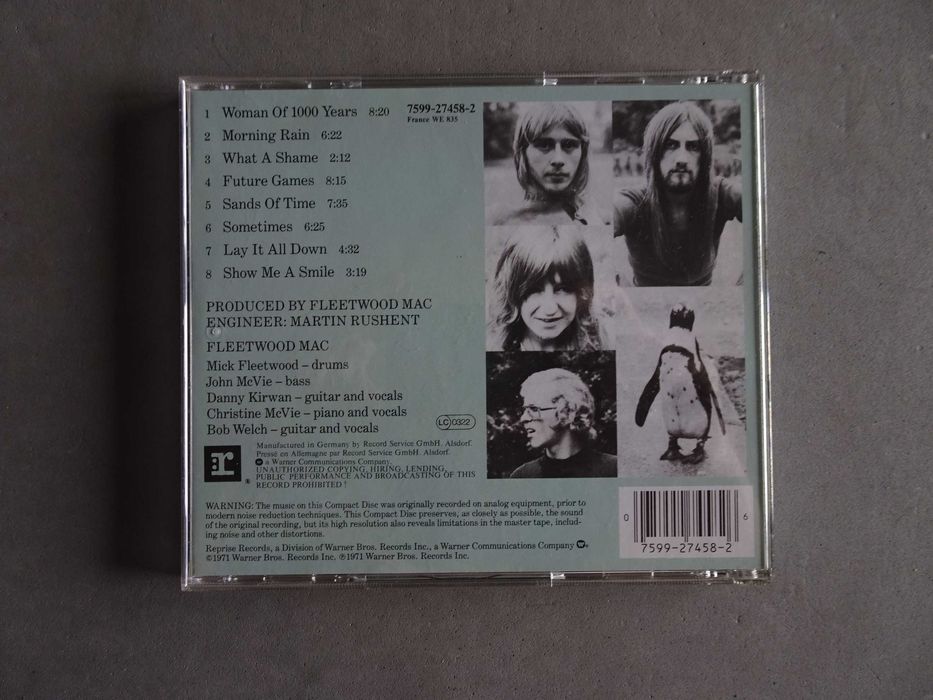 1 Woman Of 1000 Years 8:20
2 Morning Rain 6:22
3 What A Shame 2:12
4 Future Games 8:15
5 Sands Of Time 7:35
6 Sometimes 6:25
7 Lay It All Down 4:32
8 Show Me A Smile 3:19
7599-27458-2
France WE 835
PRODUCED BY FLEETWOOD MAC
ENGINEER: MARTIN RUSHENT
FLEETWOOD MAC
Mick Fleetwood – drums
John McVie – bass
Danny Kirwan – guitar and vocals
Christine McVie – piano and vocals
Bob Welch – guitar and vocals
LC 0322
r
®
Manufactured in Germany by Record Service GmbH. Alsdorf.
Pressé en Allemagne par Record Service GmbH. Alsdorf.
a Warner Communications Company.
UNAUTHORIZED COPYING, HIRING, LENDING,
PUBLIC PERFORMANCE AND BROADCASTING OF THIS
RECORD PROHIBITED !
WARNING: The music on this Compact Disc was originally recorded on analog equipment, prior to
modern noise reduction techniques. This Compact Disc preserves, as closely as possible, the sound
of the original recording, but its high resolution also reveals limitations in the master tape, includ-
ing noise and other distortions.
Reprise Records, a Division of Warner Bros. Records Inc., a Warner Communications Company ®.
©1971 Warner Bros. Records Inc. ℗1971 Warner Bros. Records Inc.
0 6
7599-27458-2